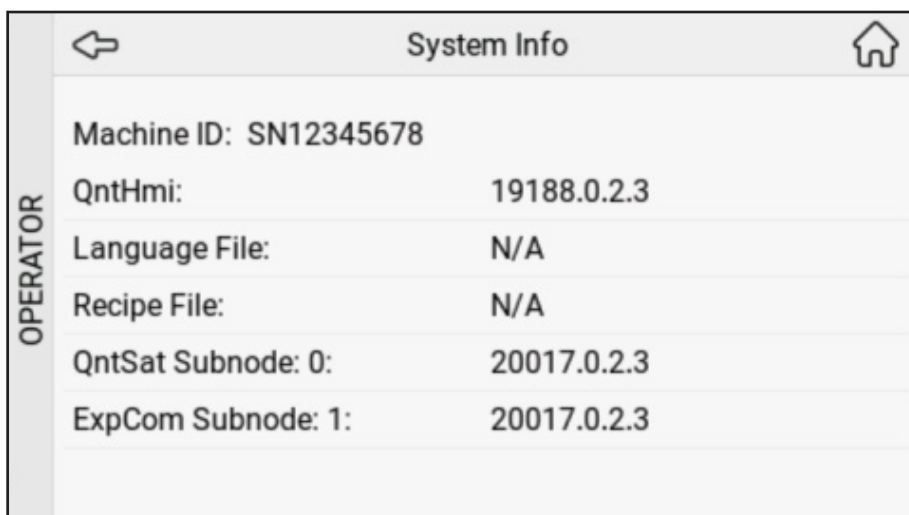 System Info
OPERATOR
Machine ID: SN12345678
QntHmi: 19188.0.2.3
Language File: N/A
Recipe File: N/A
QntSat Subnode: 0: 20017.0.2.3
ExpCom Subnode: 1: 20017.0.2.3